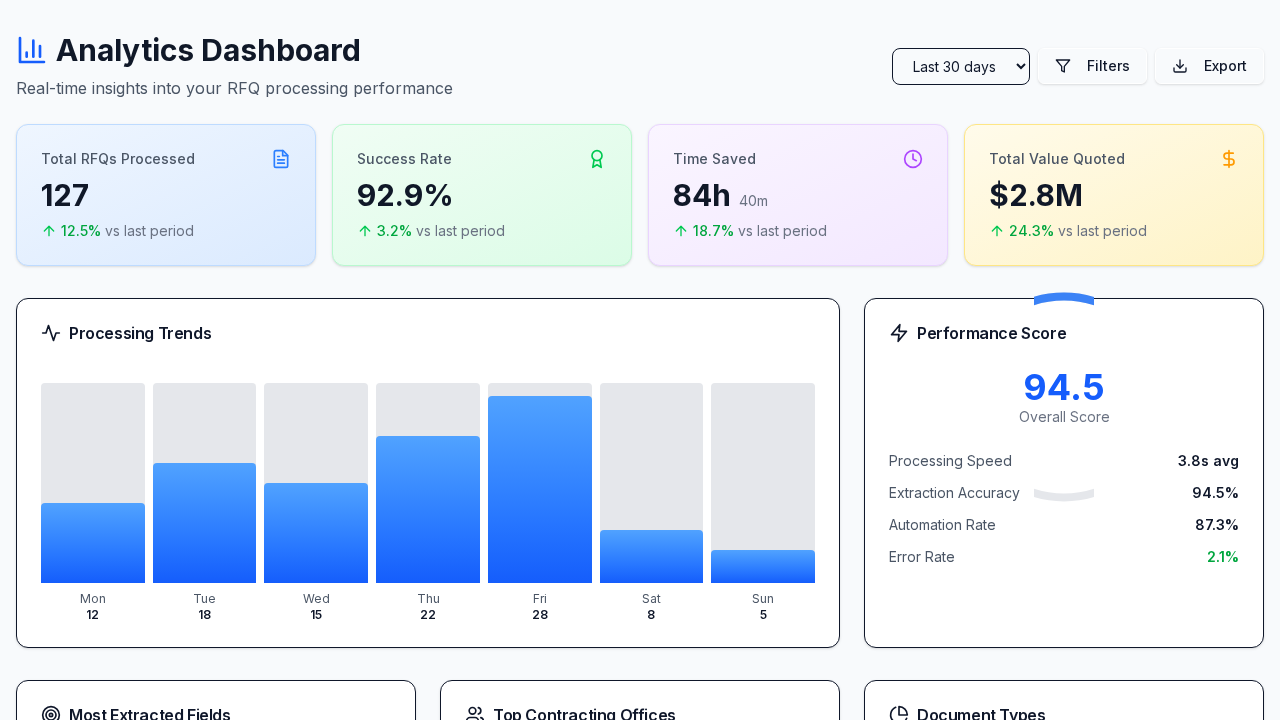 Analytics Dashboard
Real-time insights into your RFQ processing performance
Last 30 days
Filters
Export
Total RFQs Processed
127
12.5% vs last period
Success Rate
92.9%
3.2% vs last period
Time Saved
84h 40m
18.7% vs last period
Total Value Quoted
$2.8M
24.3% vs last period
Processing Trends
Mon
12
Tue
18
Wed
15
Thu
22
Fri
28
Sat
8
Sun
5
Performance Score
94.5
Overall Score
Processing Speed 3.8s avg
Extraction Accuracy 94.5%
Automation Rate 87.3%
Error Rate 2.1%
Most Extracted Fields
Top Contracting Offices
Document Types